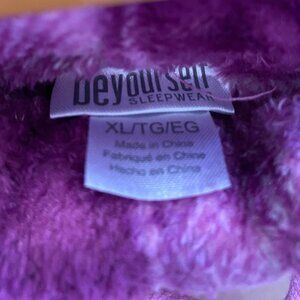 beyourself
SLEEPWEAR
XL/TG/EG
Made in China
Fabriqué en Chine
Hecho en China